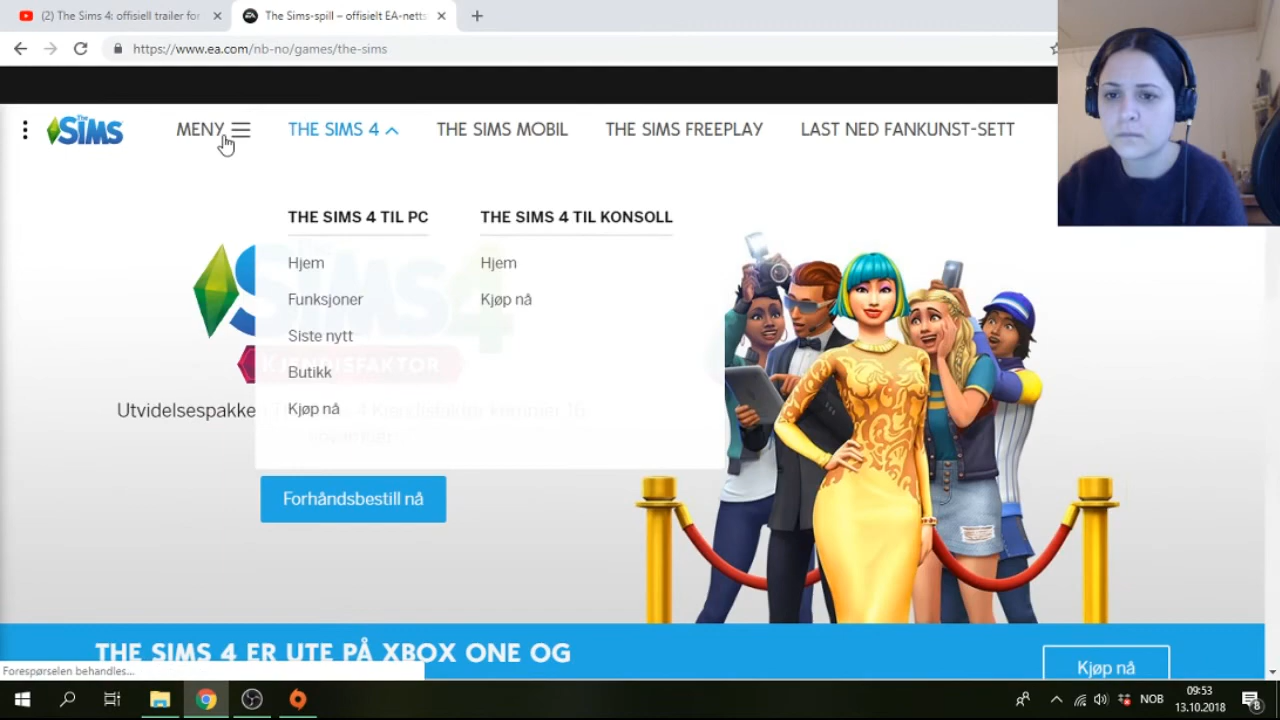 (2) The Sims 4: offisiell trailer for
The Sims-spill – offisielt EA-netts
https://www.ea.com/nb-no/games/the-sims
The SIMS
MENY
THE SIMS 4
THE SIMS MOBIL
THE SIMS FREEPLAY
LAST NED FANKUNST-SETT
THE SIMS 4 TIL PC
THE SIMS 4 TIL KONSOLL
Hjem
Hjem
Funksjoner
Kjøp nå
Siste nytt
KJENDISFAKTOR
Butikk
Utvidelsespakke
Kjøp nå
Forhåndsbestill nå
THE SIMS 4 ER UTE PÅ XBOX ONE OG
Kjøp nå
Forespørselen behandles...
NOB
09:53
13.10.2018
8